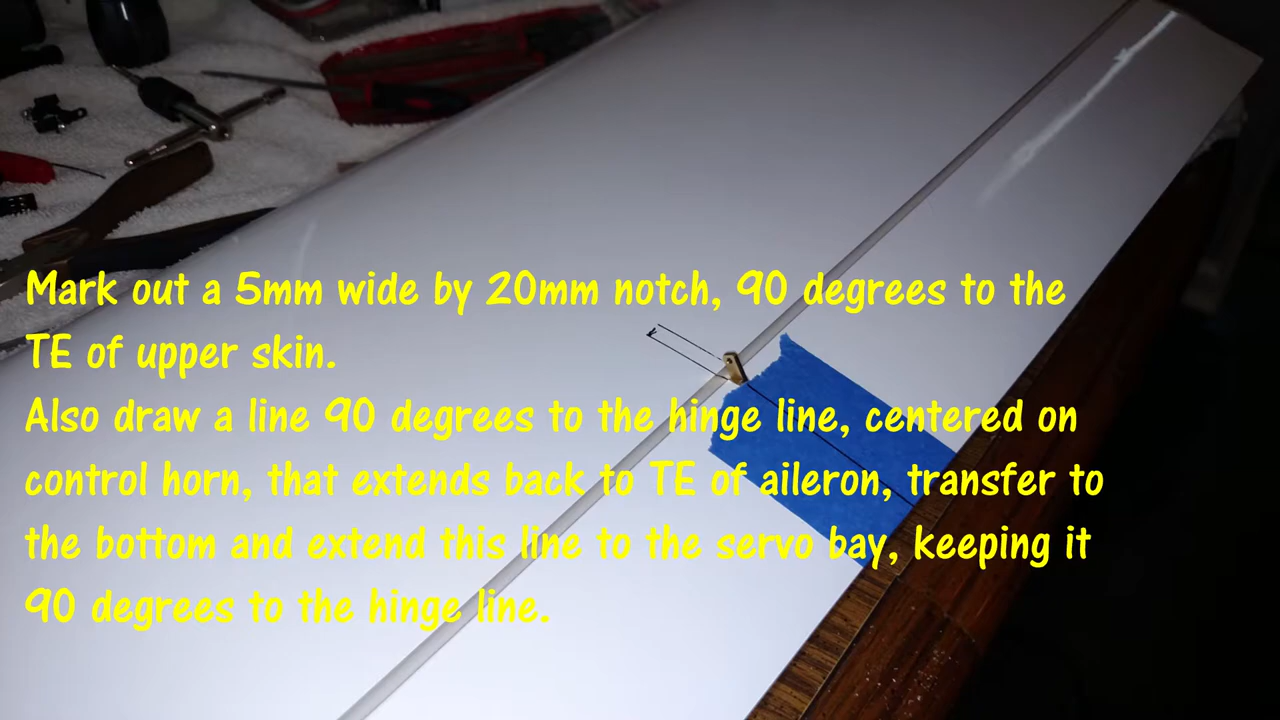 Mark out a 5mm wide by 20mm notch, 90 degrees to the
TE of upper skin.
Also draw a line 90 degrees to the hinge line, centered on
control horn, that extends back to TE of aileron, transfer to
the bottom and extend this line to the servo bay, keeping it
90 degrees to the hinge line.